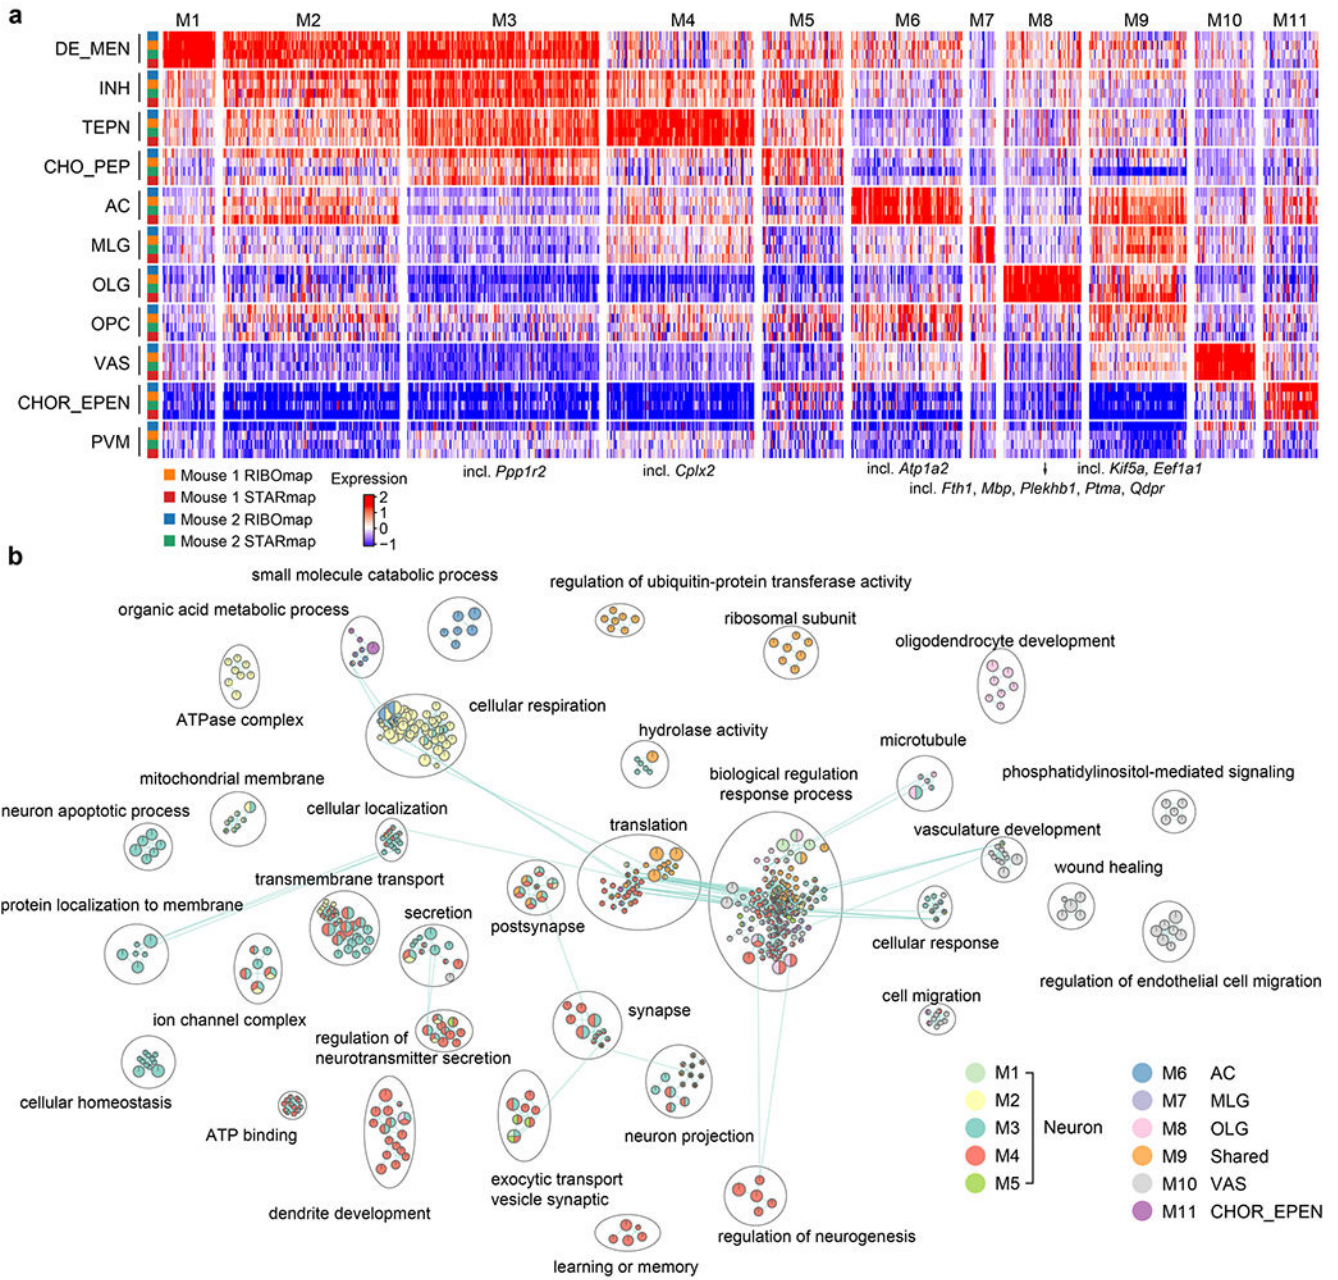 a
M1 M2 M3 M4 M5 M6 M7 M8 M9 M10 M11
DE_MEN
INH
TEPN
CHO_PEP
AC
MLG
OLG
OPC
VAS
CHOR_EPEN
PVM
incl. Ppp1r2
incl. Cplx2
incl. Atp1a2
incl. Kif5a, Eef1a1
incl. Fth1, Mbp, Plekhb1, Ptma, Qdpr
Mouse 1 RIBOmap
Mouse 1 STARmap
Mouse 2 RIBOmap
Mouse 2 STARmap
Expression
2
1
0
−1
b
small molecule catabolic process
regulation of ubiquitin-protein transferase activity
organic acid metabolic process
ribosomal subunit
oligodendrocyte development
ATPase complex
cellular respiration
hydrolase activity
microtubule
mitochondrial membrane
biological regulation
response process
phosphatidylinositol-mediated signaling
neuron apoptotic process
cellular localization
translation
vasculature development
wound healing
transmembrane transport
protein localization to membrane
secretion
postsynapse
cellular response
regulation of endothelial cell migration
cell migration
ion channel complex
synapse
regulation of
neurotransmitter secretion
cellular homeostasis
ATP binding
neuron projection
exocytic transport
vesicle synaptic
dendrite development
regulation of neurogenesis
learning or memory
M1
M2
M3
M4
M5
Neuron
M6 AC
M7 MLG
M8 OLG
M9 Shared
M10 VAS
M11 CHOR_EPEN